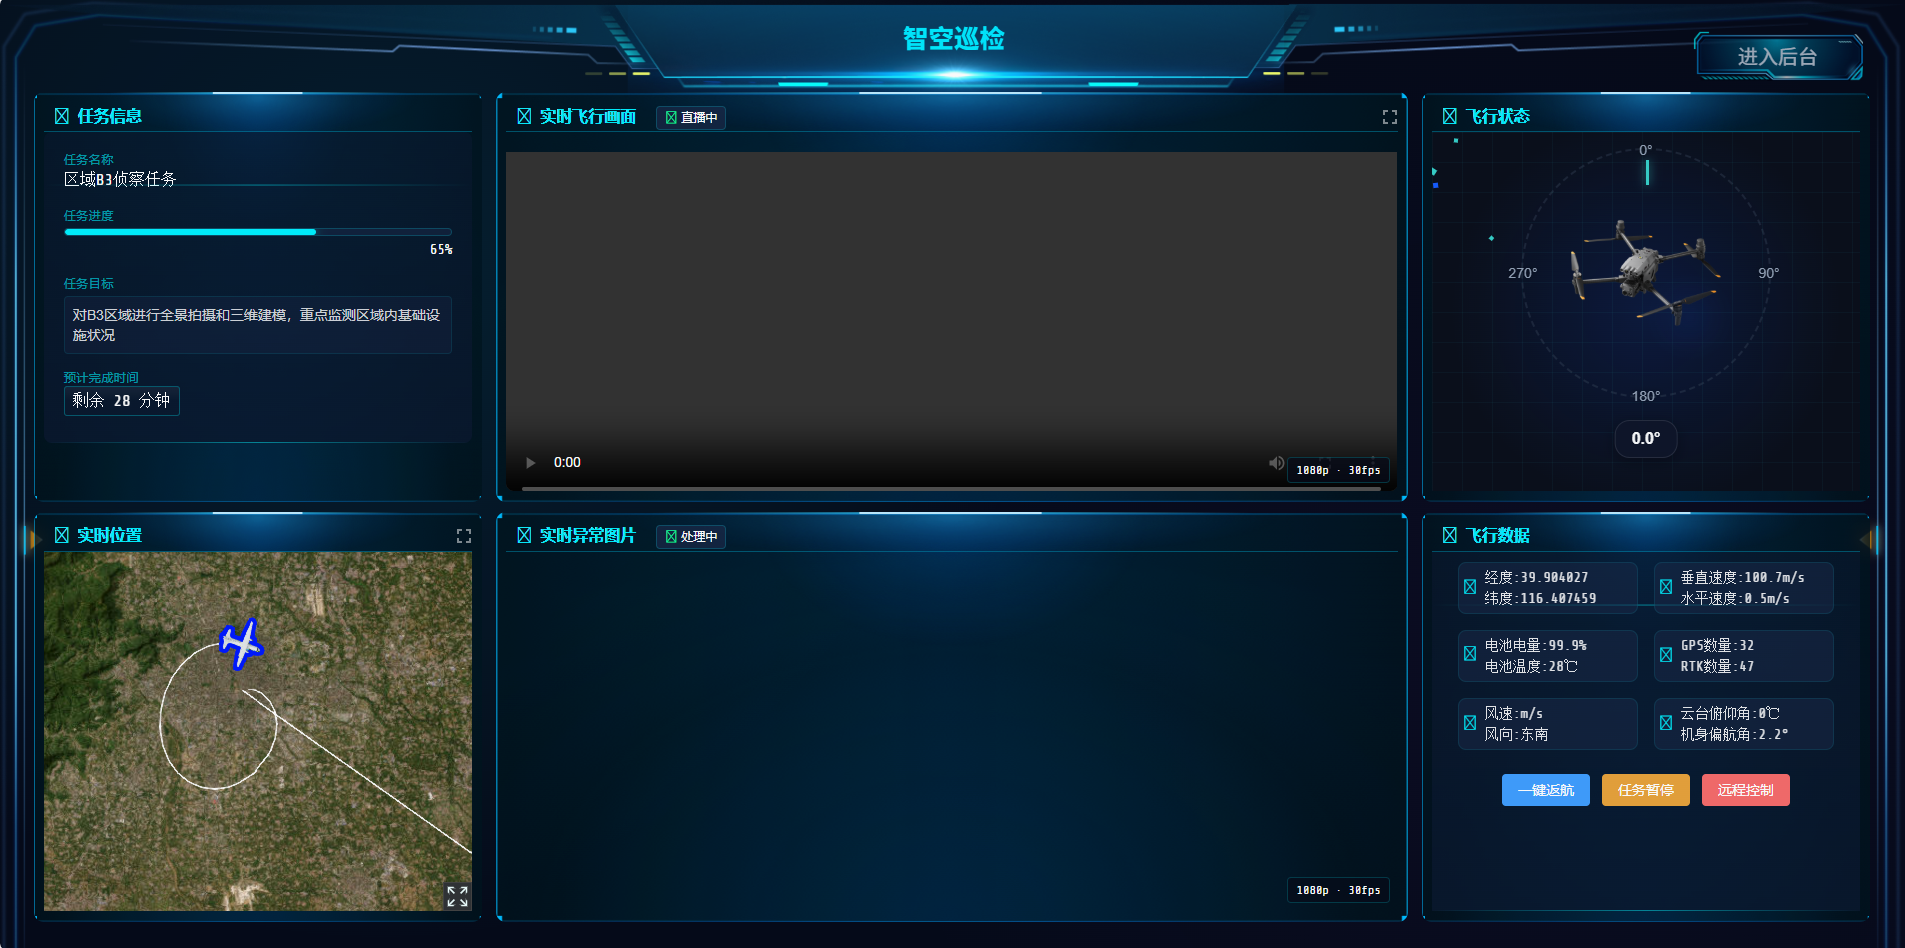 智空巡检
进入后台
任务信息
任务名称
区域B3侦察任务
任务进度
65%
任务目标
对B3区域进行全景拍摄和三维建模，重点监测区域内基础设
施状况
预计完成时间
剩余 28 分钟
实时飞行画面
直播中
0:00
1080p · 30fps
飞行状态
0°
270°
90°
180°
0.0°
实时位置
实时异常图片
处理中
1080p · 30fps
飞行数据
经度:39.904027
纬度:116.407459
垂直速度:100.7m/s
水平速度:0.5m/s
电池电量:99.9%
电池温度:28℃
GPS数量:32
RTK数量:47
风速:m/s
风向:东南
云台俯仰角:0℃
机身偏航角:2.2°
一键返航
任务暂停
远程控制